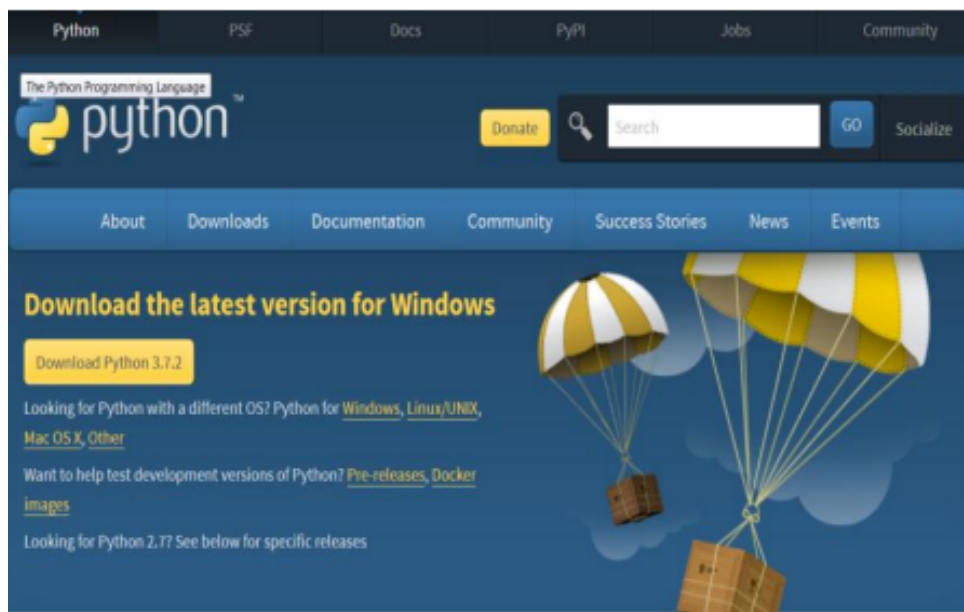 Python PSF Docs PyPI Jobs Community
The Python Programming Language
python™
Donate Search GO Socialize
About Downloads Documentation Community Success Stories News Events
Download the latest version for Windows
Download Python 3.7.2
Looking for Python with a different OS? Python for Windows, Linux/UNIX,
Mac OS X, Other
Want to help test development versions of Python? Pre-releases, Docker
images
Looking for Python 2.7? See below for specific releases